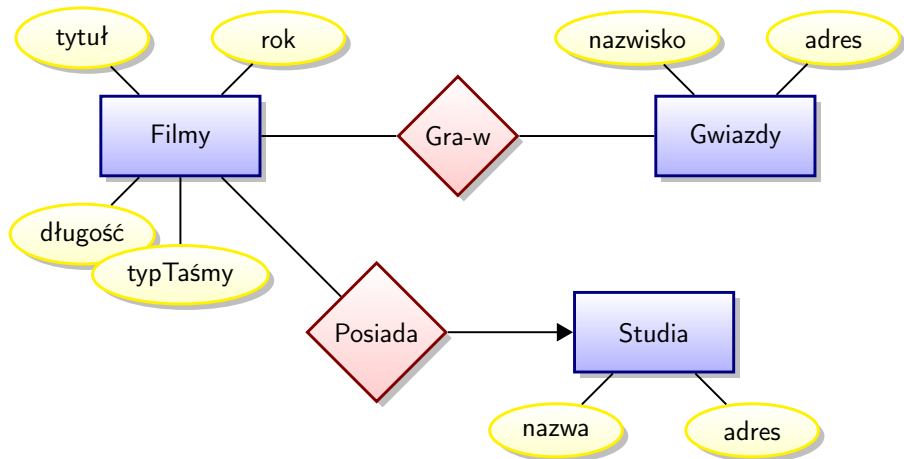 tytuł
rok
nazwisko
adres
Filmy
Gra-w
Gwiazdy
długość
typTaśmy
Posiada
Studia
nazwa
adres